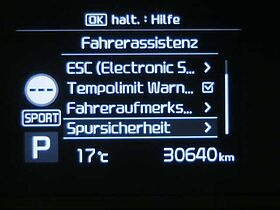 OK halt. : Hilfe
Fahrerassistenz
ESC (Electronic S...
Tempolimit Warn...
Fahreraufmerks...
Spursicherheit
---
SPORT
P
17°C 30640km